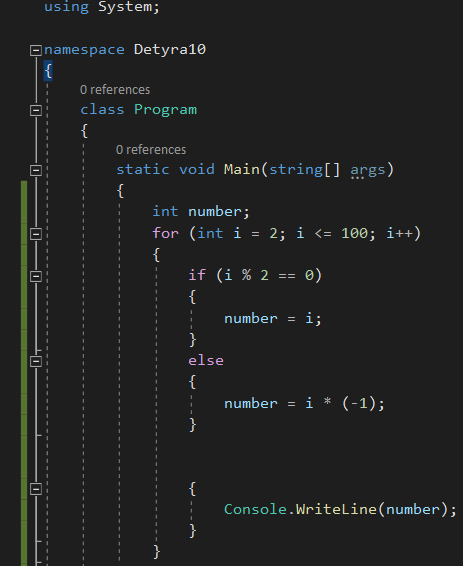 using System;
namespace Detyra10
{
0 references
class Program
{
0 references
static void Main(string[] args)
{
int number;
for (int i = 2; i <= 100; i++)
{
if (i % 2 == 0)
{
number = i;
}
else
{
number = i * (-1);
}
{
Console.WriteLine(number);
}
}